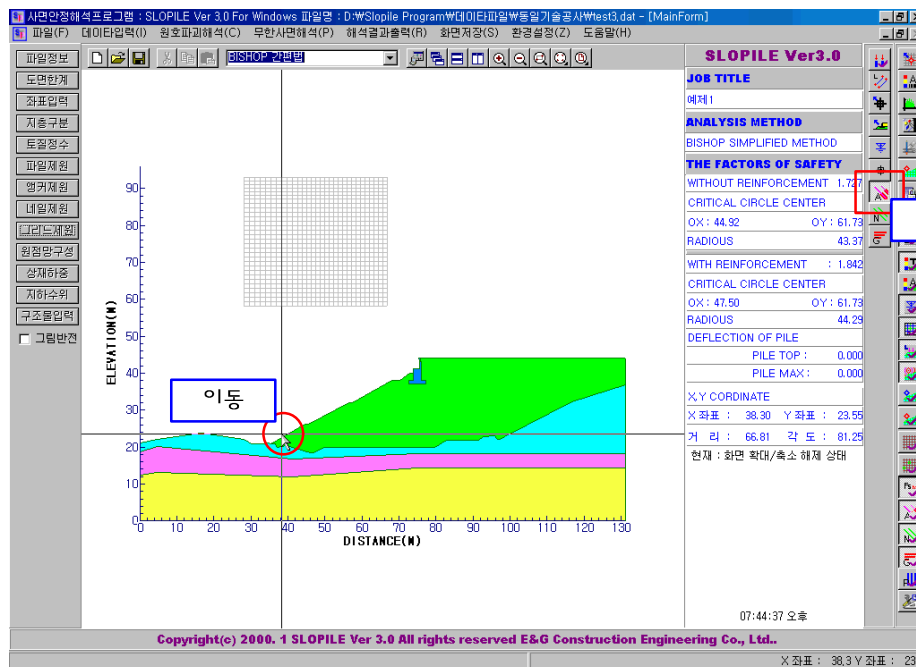 사면안정해석프로그램 : SLOPILE Ver 3.0 For Windows 파일명 : D:₩Slopile Program₩데이타파일₩동일기술공사₩test3.dat - [MainForm]
파일(F) 데이타입력(I) 원호파괴해석(C) 무한사면해석(P) 해석결과출력(R) 화면저장(S) 환경설정(Z) 도움말(H)
파일정보
도면한계
좌표입력
지층구분
토질정수
파일제원
앵커제원
네일제원
그리드제원
원점망구성
상재하중
지하수위
구조물입력
그림반전
BISHOP 간편법
ELEVATION(M)
90
80
70
60
50
40
30
20
10
0
0 10 20 30 40 50 60 70 80 90 100 110 120 130
DISTANCE(M)
이동
SLOPILE Ver3.0
JOB TITLE
예제1
ANALYSIS METHOD
BISHOP SIMPLIFIED METHOD
THE FACTORS OF SAFETY
WITHOUT REINFORCEMENT 1.727
CRITICAL CIRCLE CENTER
OX : 44.92 OY : 61.73
RADIOUS 43.37
WITH REINFORCEMENT : 1.842
CRITICAL CIRCLE CENTER
OX : 47.50 OY : 61.73
RADIOUS 44.29
DEFLECTION OF PILE
PILE TOP : 0.000
PILE MAX : 0.000
X,Y CORDINATE
X 좌표 : 38.30 Y 좌표 : 23.55
거 리 : 66.81 각 도 : 81.25
현재 : 화면 확대/축소 해제 상태
07:44:37 오후
Copyright(c) 2000. 1 SLOPILE Ver 3.0 All rights reserved E&G Construction Engineering Co., Ltd..
X 좌표 : 38.3 Y 좌표 : 23